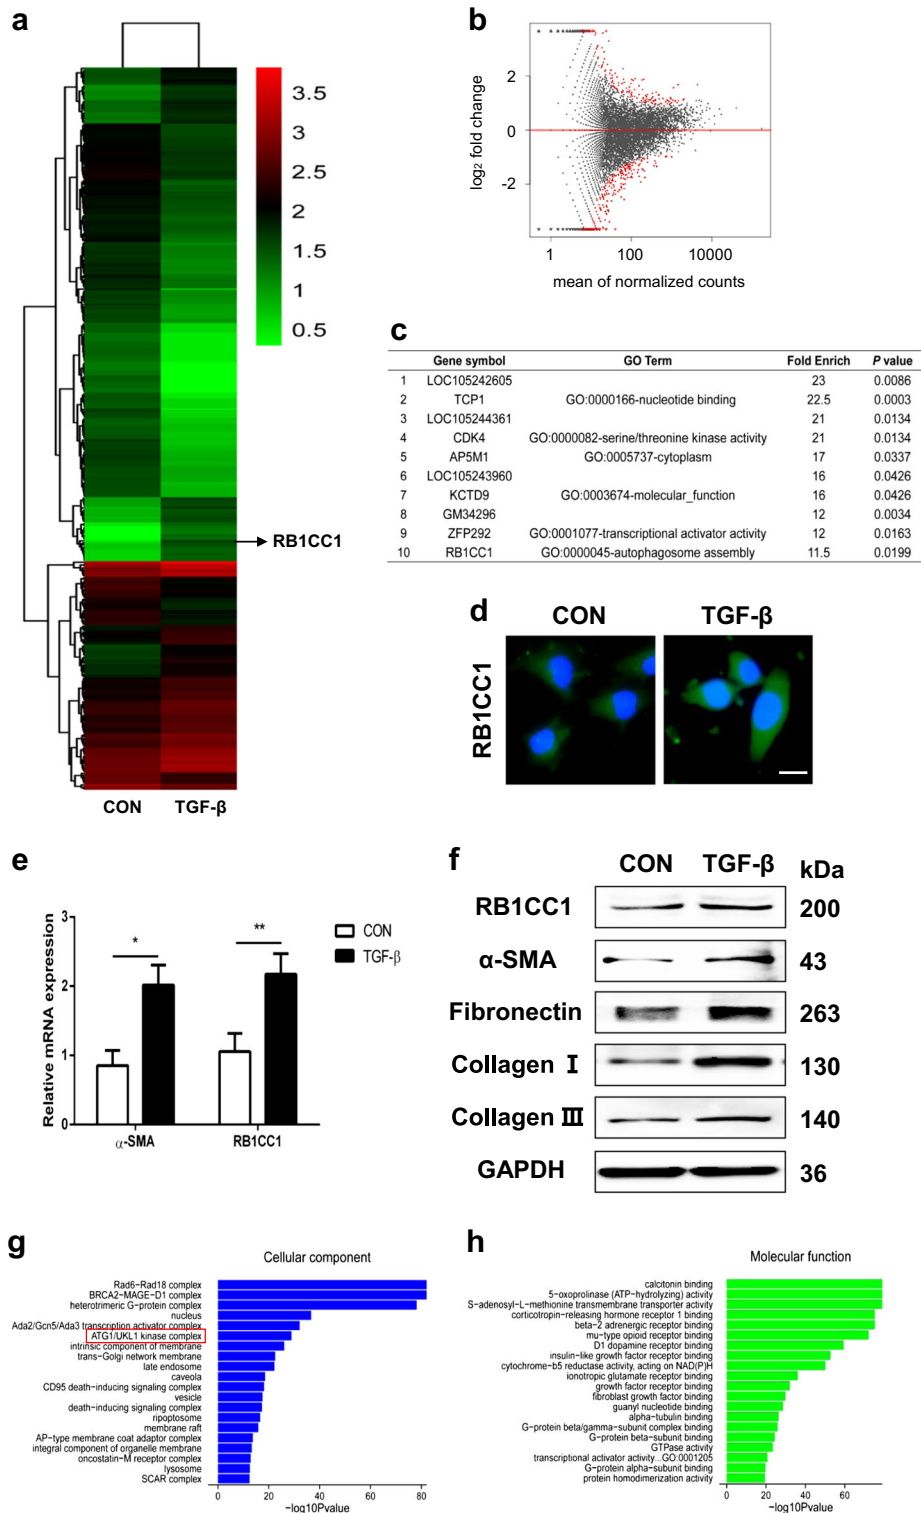 a
3.5
3
2.5
2
1.5
1
0.5
RB1CC1
CON TGF-β
b
log2 fold change
2
0
-2
1 100 10000
mean of normalized counts
c
Gene symbol GO Term Fold Enrich P value
1 LOC105242605 23 0.0086
2 TCP1 GO:0000166-nucleotide binding 22.5 0.0003
3 LOC105244361 21 0.0134
4 CDK4 GO:0000082-serine/threonine kinase activity 21 0.0134
5 AP5M1 GO:0005737-cytoplasm 17 0.0337
6 LOC105243960 16 0.0426
7 KCTD9 GO:0003674-molecular_function 16 0.0426
8 GM34296 12 0.0034
9 ZFP292 GO:0001077-transcriptional activator activity 12 0.0163
10 RB1CC1 GO:0000045-autophagosome assembly 11.5 0.0199
d
CON TGF-β
RB1CC1
e
Relative mRNA expression
3
2
1
0
* **
CON
TGF-β
α-SMA RB1CC1
f
CON TGF-β kDa
RB1CC1 200
α-SMA 43
Fibronectin 263
Collagen Ⅰ 130
Collagen Ⅲ 140
GAPDH 36
g
Cellular component
Rad6-Rad18 complex
BRCA2-MAGE-D1 complex
heterotrimeric G-protein complex
nucleus
Ada2/Gcn5/Ada3 transcription activator complex
ATG1/UKL1 kinase complex
intrinsic component of membrane
trans-Golgi network membrane
late endosome
caveola
CD95 death-inducing signaling complex
vesicle
death-inducing signaling complex
ripoptosome
membrane raft
AP-type membrane coat adaptor complex
integral component of organelle membrane
oncostatin-M receptor complex
lysosome
SCAR complex
0 20 40 60 80
-log10Pvalue
h
Molecular function
calcitonin binding
5-oxoprolinase (ATP-hydrolyzing) activity
S-adenosyl-L-methionine transmembrane transporter activity
corticotropin-releasing hormone receptor 1 binding
beta-2 adrenergic receptor binding
mu-type opioid receptor binding
D1 dopamine receptor binding
insulin-like growth factor receptor binding
cytochrome-b5 reductase activity, acting on NAD(P)H
ionotropic glutamate receptor binding
growth factor receptor binding
fibroblast growth factor receptor binding
guanyl nucleotide binding
alpha-tubulin binding
G-protein beta/gamma-subunit complex binding
G-protein beta-subunit binding
GTPase activity
transcriptional activator activity...GO:0001205
G-protein alpha-subunit binding
protein homodimerization activity
0 20 40 60
-log10Pvalue